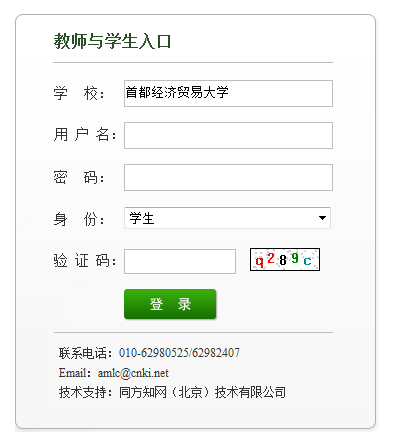 教师与学生入口
学 校： 首都经济贸易大学
用 户 名：
密 码：
身 份： 学生
验 证 码： q289c
登 录
联系电话：010-62980525/62982407
Email：amlc@cnki.net
技术支持：同方知网（北京）技术有限公司